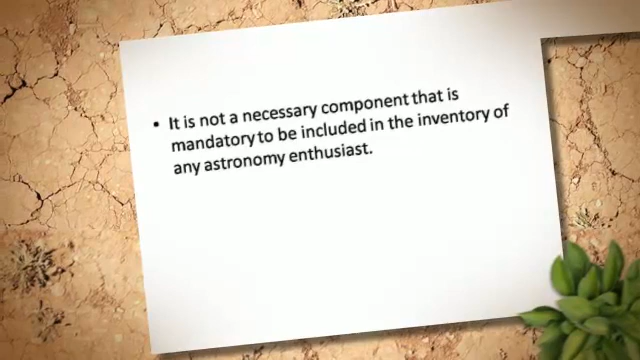 • It is not a necessary component that is
mandatory to be included in the inventory of
any astronomy enthusiast.